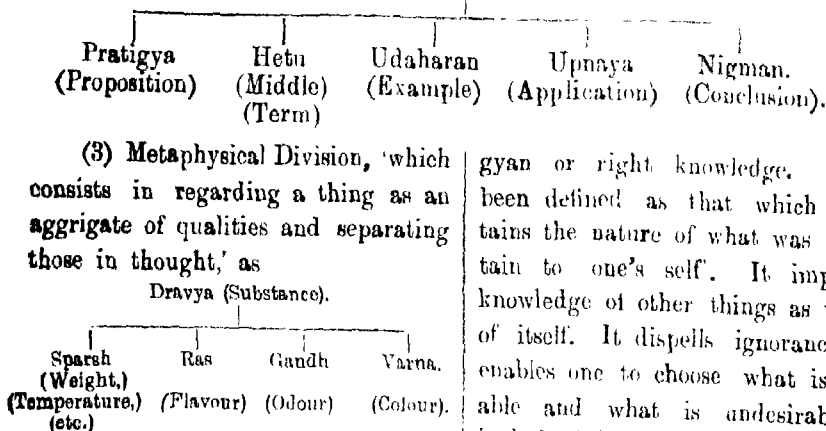 Pratigya Hetu Udaharan Upnaya Nigman.
(Proposition) (Middle) (Example) (Application) (Conclusion).
(Term)
(3) Metaphysical Division, 'which
consists in regarding a thing as an
aggrigate of qualities and separating
those in thought,' as
Dravya (Substance).
Sparsh Ras Gandh Varna.
(Weight,)
(Temperature,) (Flavour) (Odour) (Colour).
(etc.)
gyan or right knowledge.
been defined as that which
tains the nature of what was
tain to one's self. It imp
knowledge of other things as
of itself. It dispells ignoranc
enables one to choose what is
able and what is undesirab